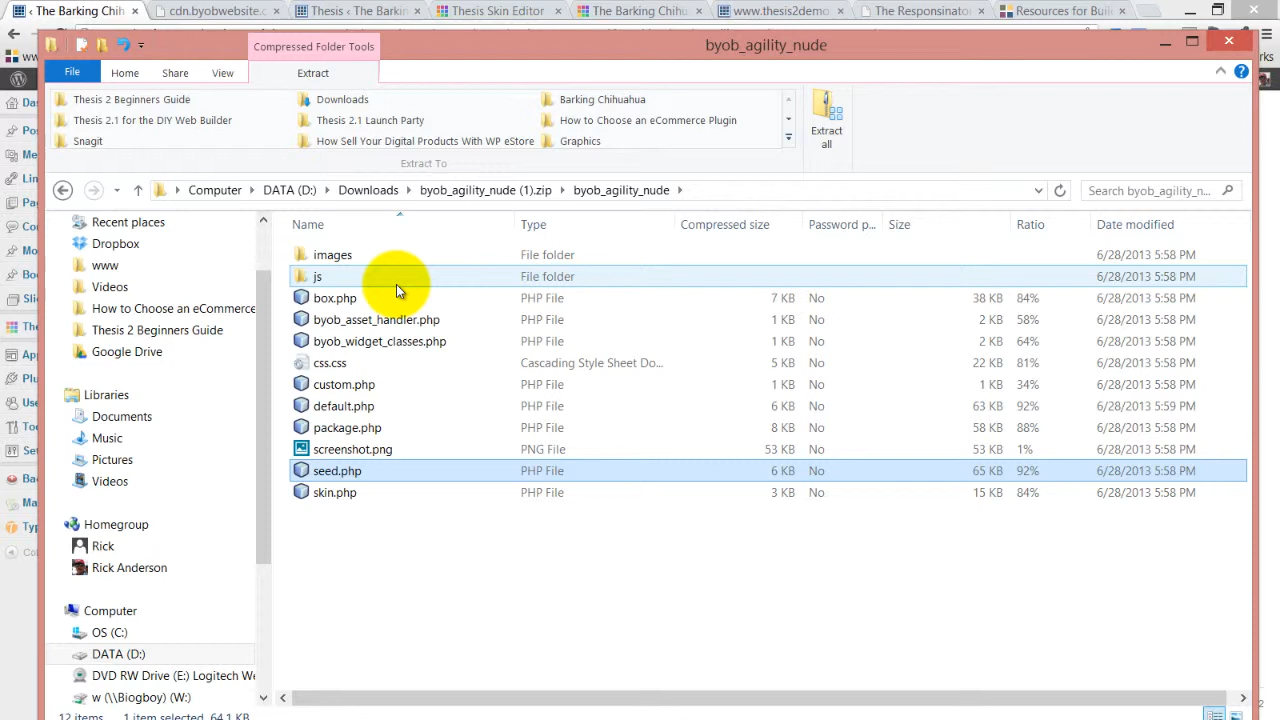 ‹ The Barking Chi × cdn.byobwebsite.c × Thesis ‹ The Barkin × Thesis Skin Editor × The Barking Chihu × www.thesis2demo × The Responsinato × Resources for Buil ×
Compressed Folder Tools
byob_agility_nude
File Home Share View Extract
Thesis 2 Beginners Guide Downloads Barking Chihuahua
Thesis 2.1 for the DIY Web Builder Thesis 2.1 Launch Party How to Choose an eCommerce Plugin
Snagit How Sell Your Digital Products With WP eStore Graphics
Extract all
Extract To
Computer DATA (D:) Downloads byob_agility_nude (1).zip byob_agility_nude Search byob_agility_n...
Name Type Compressed size Password p... Size Ratio Date modified
Recent places
Dropbox
www
Videos
How to Choose an eCommerce
Thesis 2 Beginners Guide
Google Drive
Libraries
Documents
Music
Pictures
Videos
Homegroup
Rick
Rick Anderson
Computer
OS (C:)
DATA (D:)
DVD RW Drive (E:) Logitech We
w (\\Biogboy) (W:)
images File folder 6/28/2013 5:58 PM
js File folder 6/28/2013 5:58 PM
box.php PHP File 7 KB No 38 KB 84% 6/28/2013 5:58 PM
byob_asset_handler.php PHP File 1 KB No 2 KB 58% 6/28/2013 5:58 PM
byob_widget_classes.php PHP File 1 KB No 2 KB 64% 6/28/2013 5:58 PM
css.css Cascading Style Sheet Do... 5 KB No 22 KB 81% 6/28/2013 5:58 PM
custom.php PHP File 1 KB No 1 KB 34% 6/28/2013 5:58 PM
default.php PHP File 6 KB No 63 KB 92% 6/28/2013 5:59 PM
package.php PHP File 8 KB No 58 KB 88% 6/28/2013 5:58 PM
screenshot.png PNG File 53 KB No 53 KB 1% 6/28/2013 5:58 PM
seed.php PHP File 6 KB No 65 KB 92% 6/28/2013 5:58 PM
skin.php PHP File 3 KB No 15 KB 84% 6/28/2013 5:58 PM
12 items 1 item selected 64.1 KB